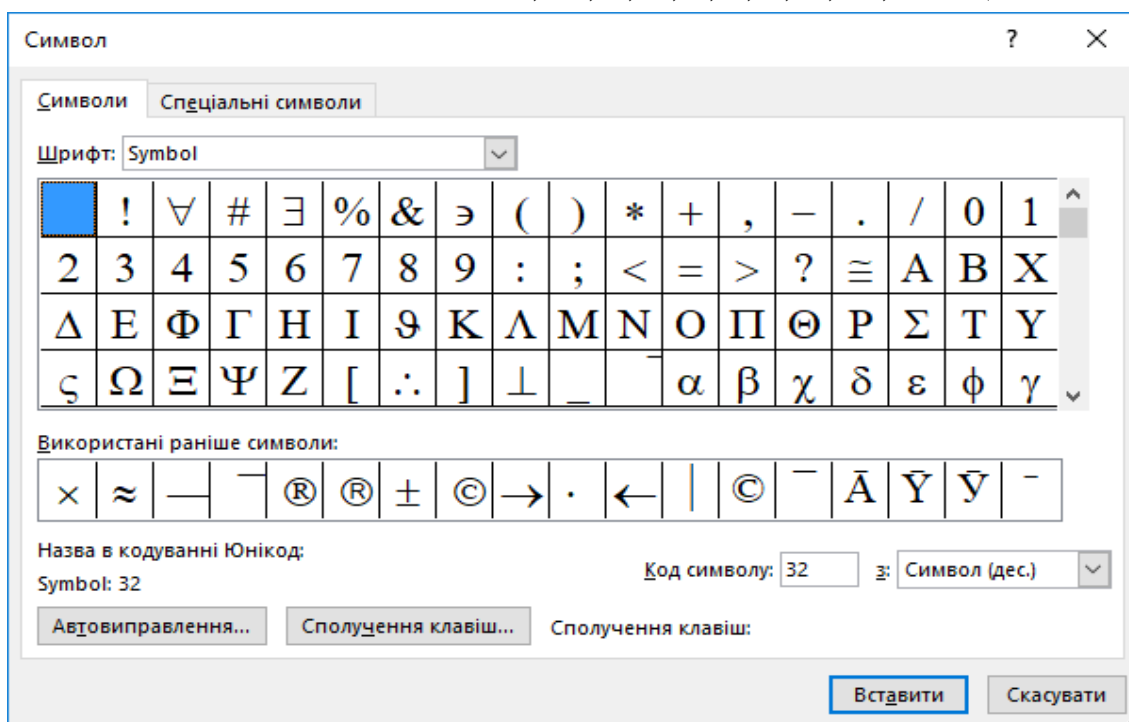 Символ ?
Символи Спеціальні символи
Шрифт: Symbol
! ∀ # ∃ % & ∍ ( ) * + , − . / 0 1
2 3 4 5 6 7 8 9 : ; < = > ? ≅ Α Β Χ
Δ Ε Φ Γ Η Ι ϑ Κ Λ Μ Ν Ο Π Θ Ρ Σ Τ Υ
ς Ω Ξ Ψ Ζ [ ∴ ] ⊥ _ ‾ α β χ δ ε φ γ
Використані раніше символи:
× ≈ — ¯ ® ® ± © → · ← | © ¯ Ā Ȳ Ӯ ˉ
Назва в кодуванні Юнікод:
Symbol: 32
Код символу: 32 з: Символ (дес.)
Автовиправлення... Сполучення клавіш... Сполучення клавіш:
Вставити Скасувати